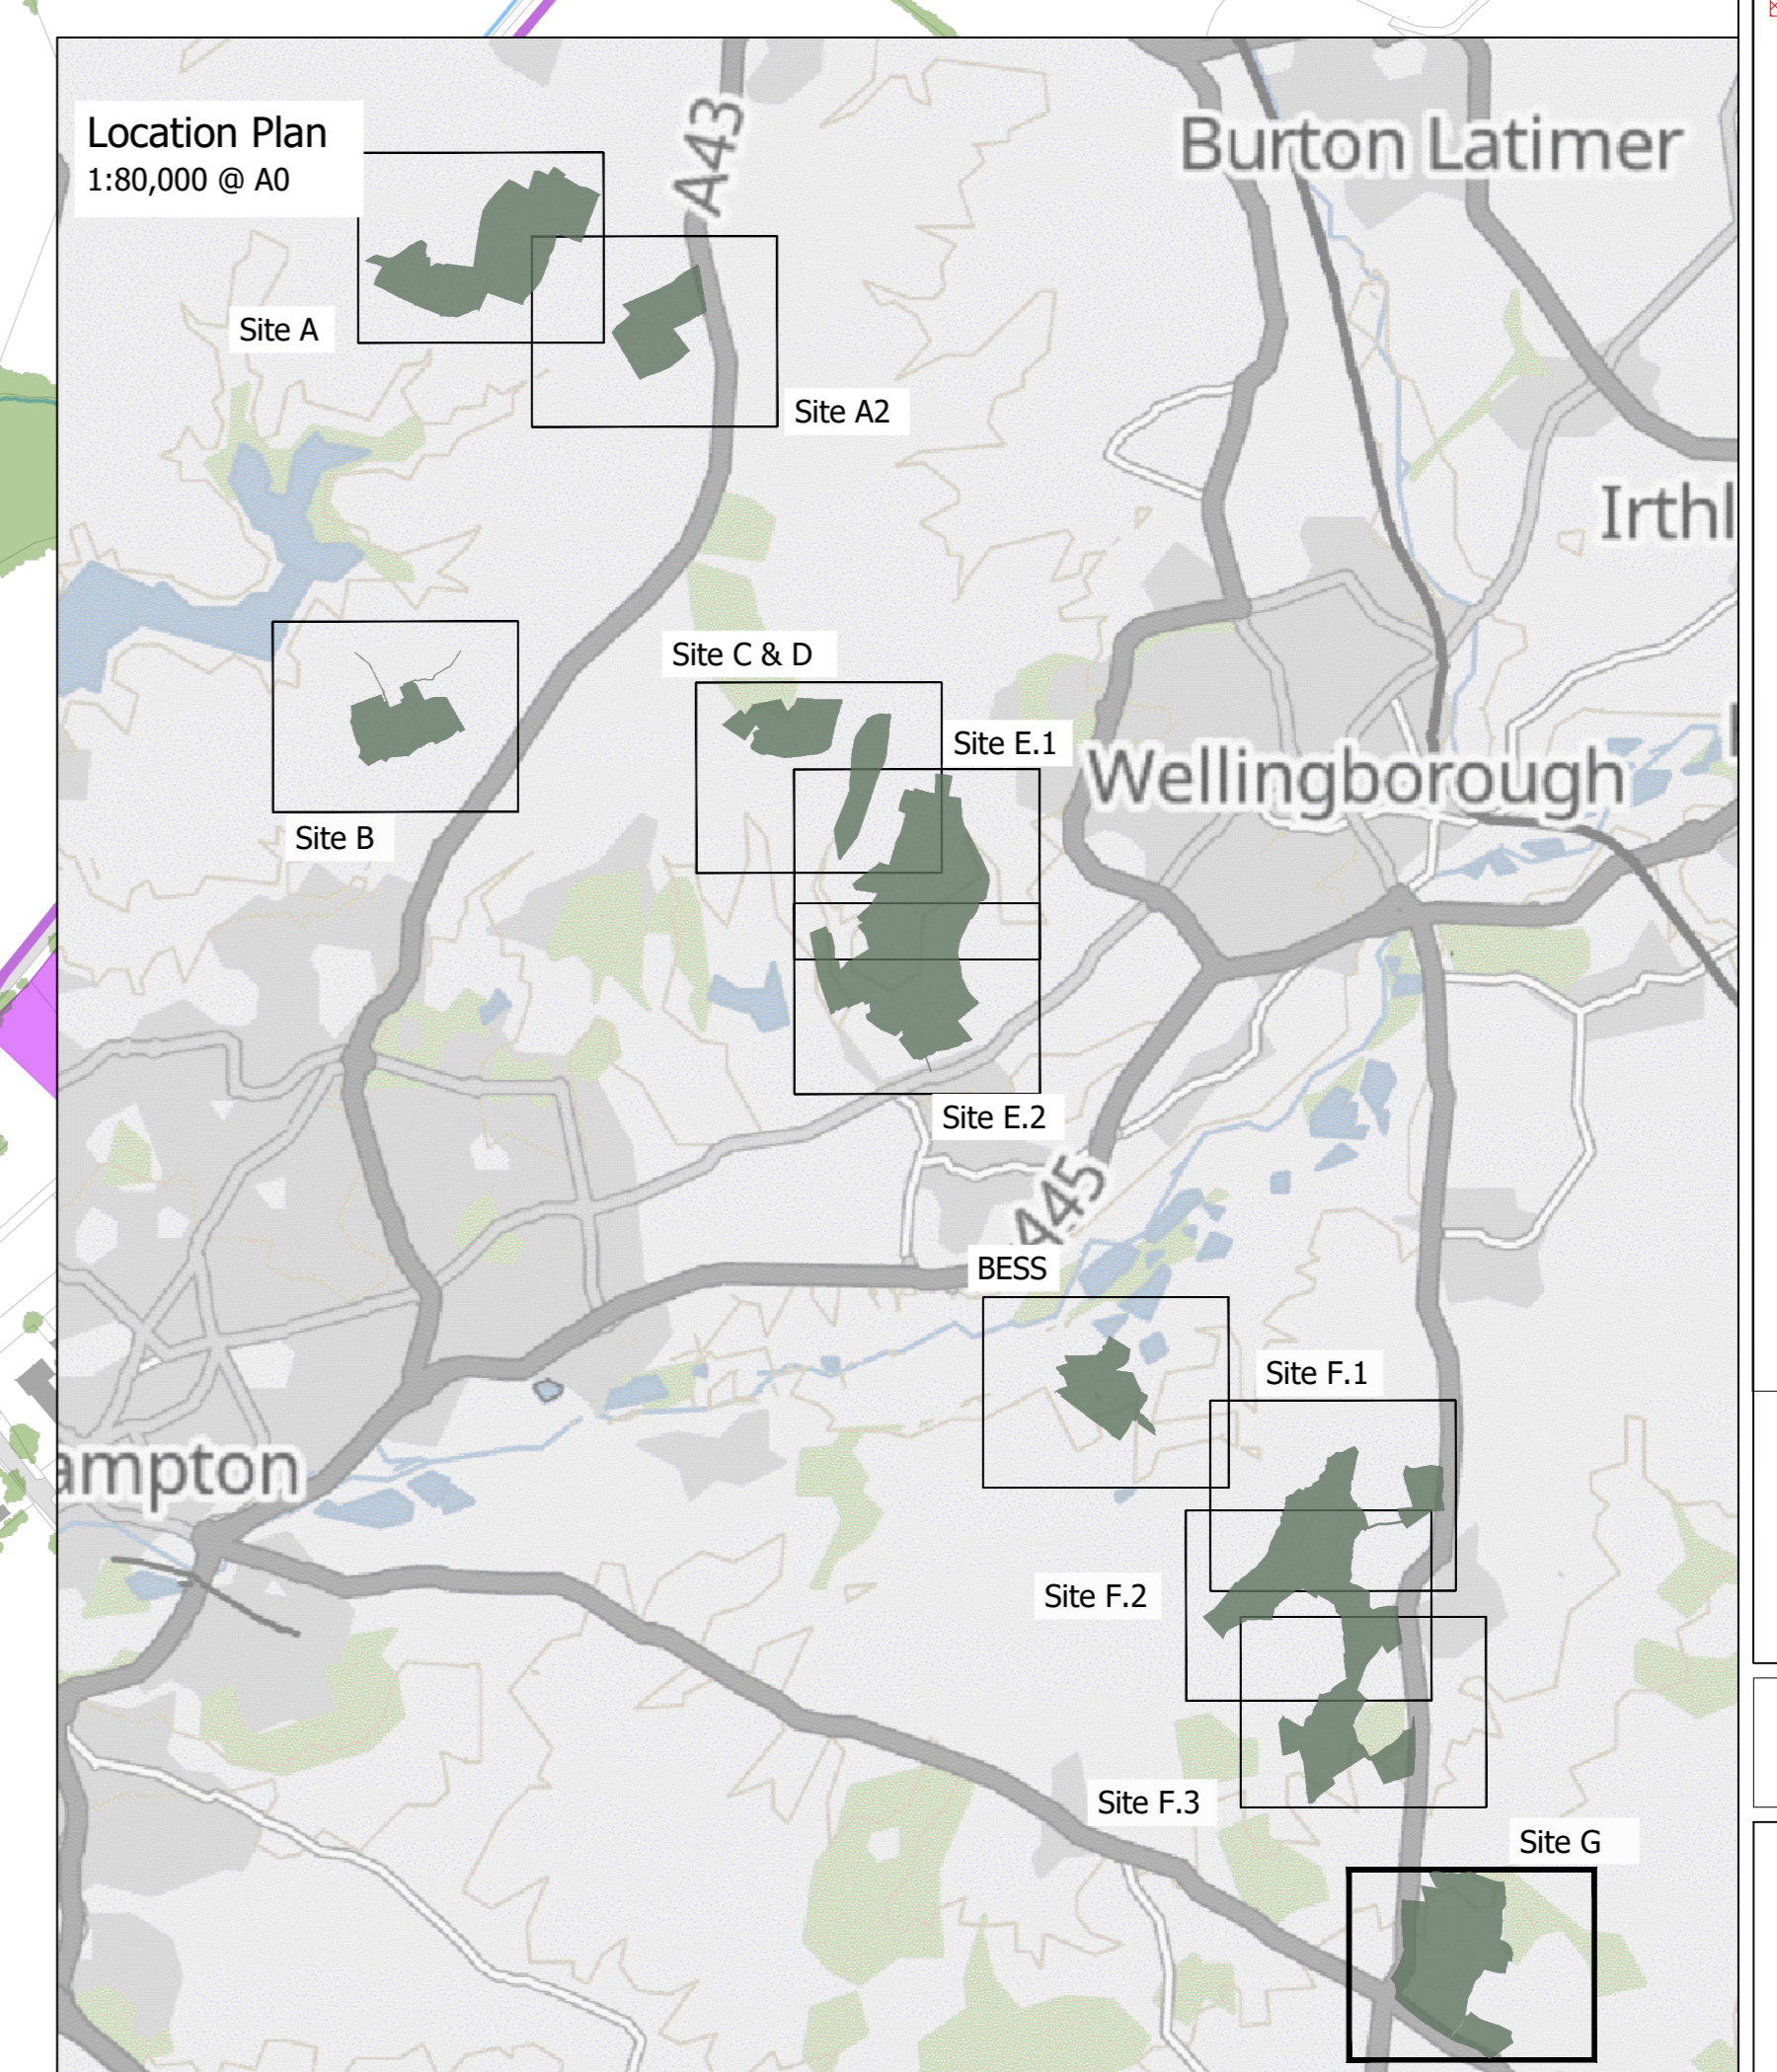 Location Plan
1:80,000 @ A0
A43
Burton Latimer
Site A
Site A2
Irthl
Site C & D
Site E.1
Wellingborough
Site B
Site E.2
A45
BESS
Site F.1
ampton
Site F.2
Site F.3
Site G